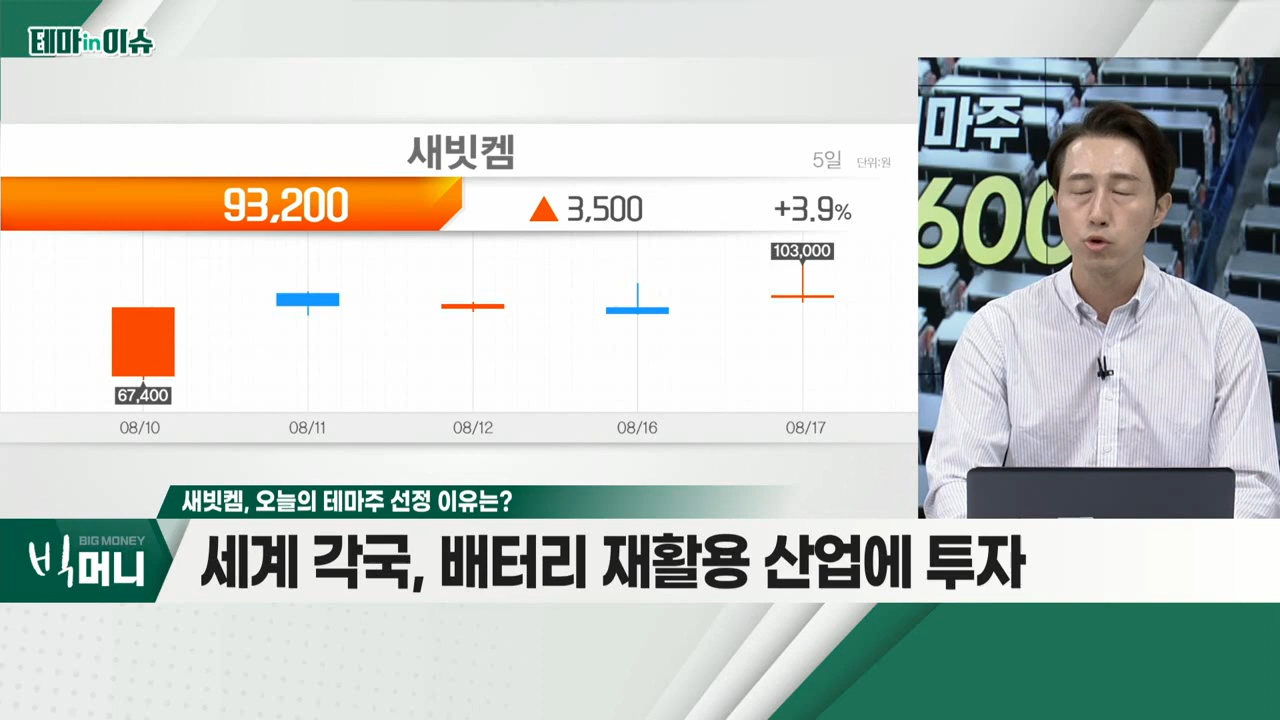 테마in이슈
새빗켐
5일 단위:원
93,200 ▲ 3,500 +3.9%
103,000
67,400
08/10 08/11 08/12 08/16 08/17
마주
600
새빗켐, 오늘의 테마주 선정 이유는?
BIG MONEY
빅머니
세계 각국, 배터리 재활용 산업에 투자